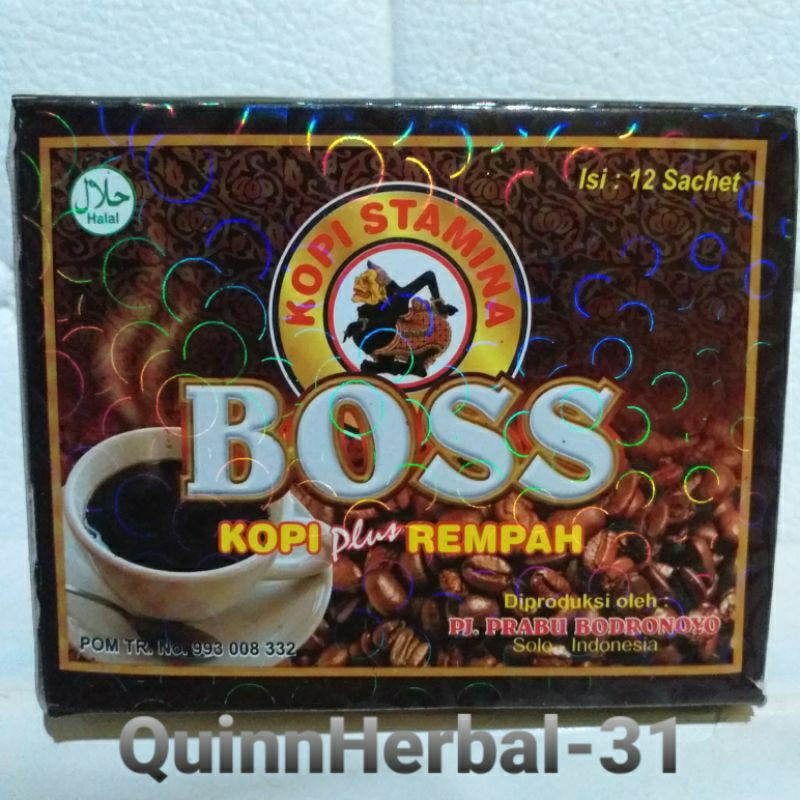 حلال
Halal
Isi : 12 Sachet
KOPI STAMINA
BOSS
KOPI plus REMPAH
Diproduksi oleh :
PJ. PRABU BODRONOYO
Solo - Indonesia
POM TR. No. 993 008 332
QuinnHerbal-31